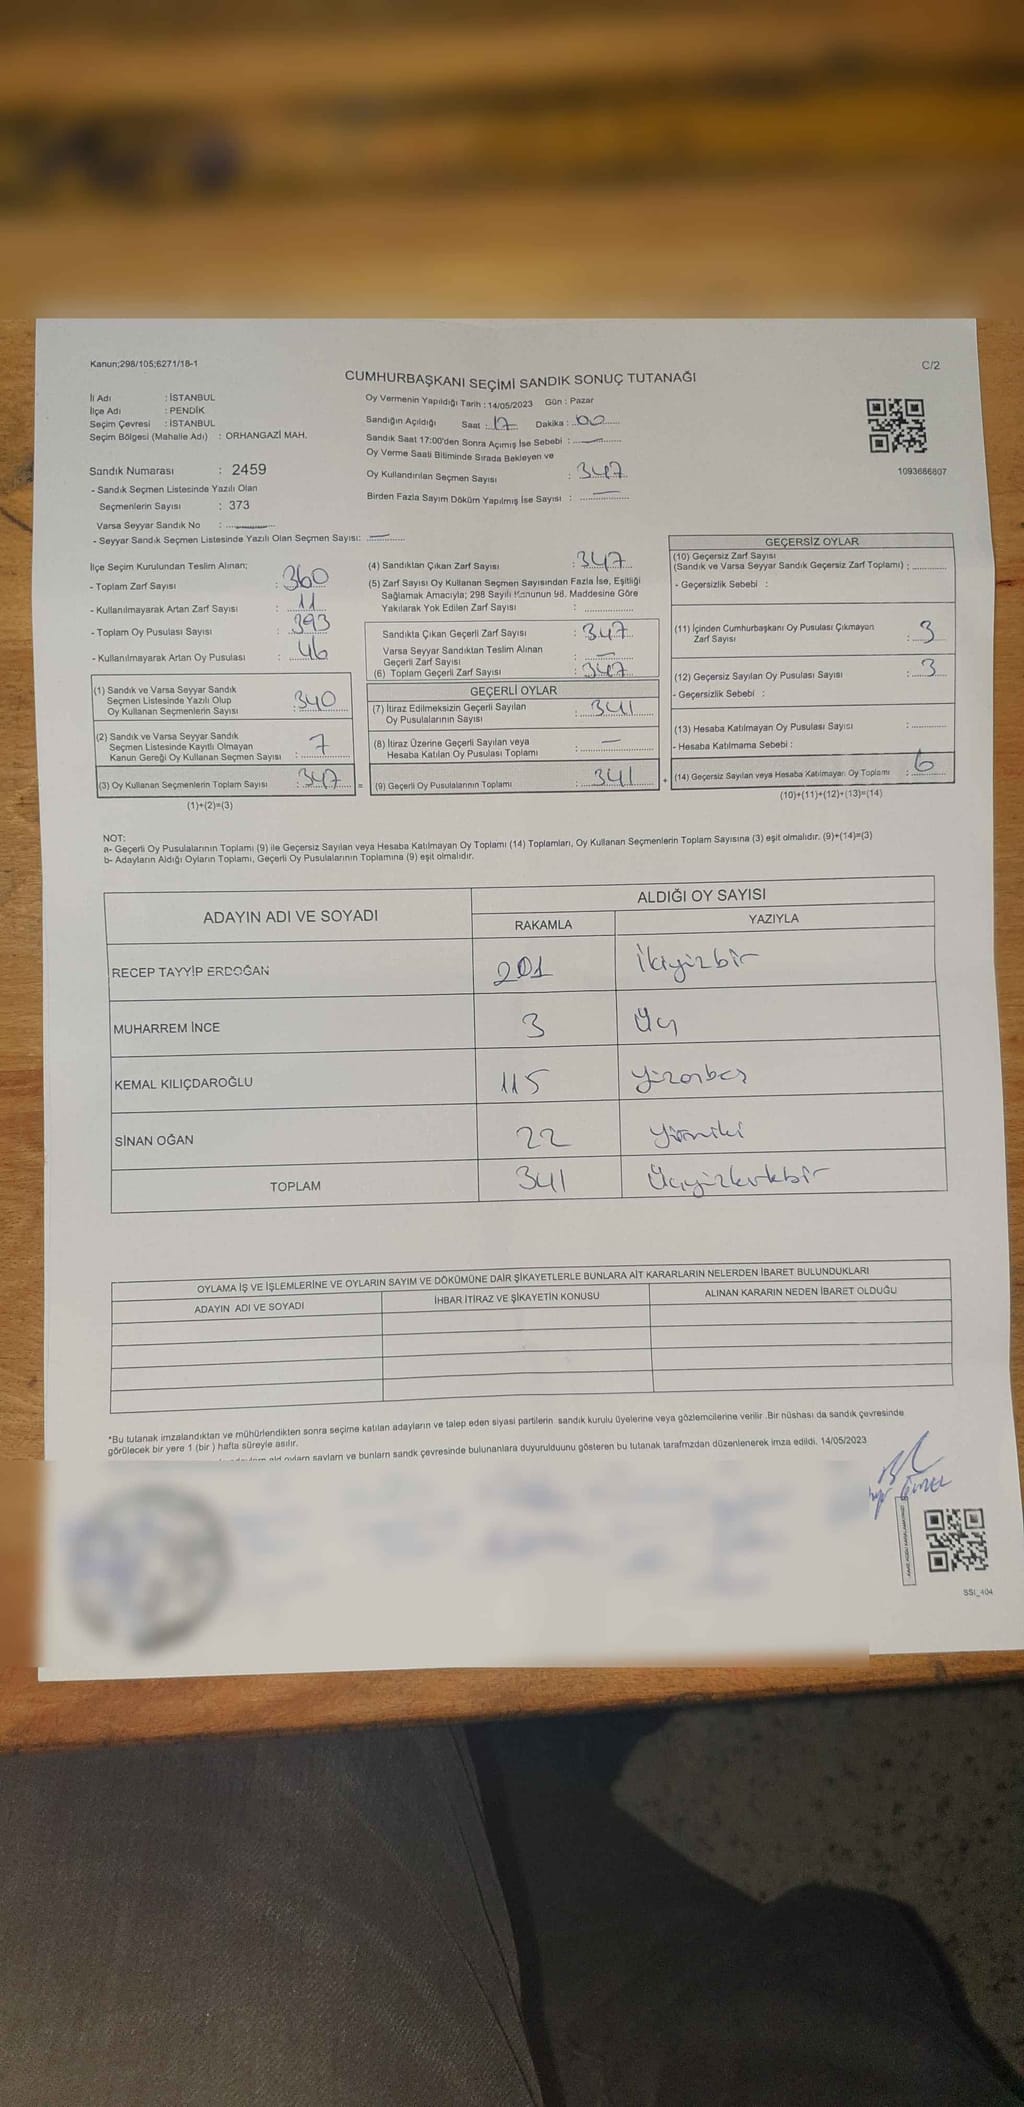 Kanun;298/105;6271/18-1
C/2
CUMHURBAŞKANI SEÇİMİ SANDIK SONUÇ TUTANAĞI
İl Adı : İSTANBUL
İlçe Adı : PENDİK
Seçim Çevresi : İSTANBUL
Seçim Bölgesi (Mahalle Adı) : ORHANGAZİ MAH.
Sandık Numarası : 2459
- Sandık Seçmen Listesinde Yazılı Olan
Seçmenlerin Sayısı : 373
Varsa Seyyar Sandık No :
- Seyyar Sandık Seçmen Listesinde Yazılı Olan Seçmen Sayısı:
Oy Vermenin Yapıldığı Tarih : 14/05/2023 Gün : Pazar
Sandığın Açıldığı Saat : 17 Dakika : 00
Sandık Saat 17:00'den Sonra Açımış İse Sebebi :
Oy Verme Saati Bitiminde Sırada Bekleyen ve
Oy Kullandırılan Seçmen Sayısı : 347
Birden Fazla Sayım Döküm Yapılmış İse Sayısı :
1093686807
İlçe Seçim Kurulundan Teslim Alınan;
- Toplam Zarf Sayısı : 360
- Kullanılmayarak Artan Zarf Sayısı : 11
- Toplam Oy Pusulası Sayısı : 393
- Kullanılmayarak Artan Oy Pusulası : 46
(1) Sandık ve Varsa Seyyar Sandık
Seçmen Listesinde Yazılı Olup
Oy Kullanan Seçmenlerin Sayısı : 340
(2) Sandık ve Varsa Seyyar Sandık
Seçmen Listesinde Kayıtlı Olmayan
Kanun Gereği Oy Kullanan Seçmen Sayısı : 7
(3) Oy Kullanan Seçmenlerin Toplam Sayısı : 347
(1)+(2)=(3)
(4) Sandıktan Çıkan Zarf Sayısı : 347
(5) Zarf Sayısı Oy Kullanan Seçmen Sayısından Fazla İse, Eşitliği
Sağlamak Amacıyla; 298 Sayılı Kanunun 98. Maddesine Göre
Yakılarak Yok Edilen Zarf Sayısı :
Sandıkta Çıkan Geçerli Zarf Sayısı : 347
Varsa Seyyar Sandıktan Teslim Alınan
Geçerli Zarf Sayısı :
(6) Toplam Geçerli Zarf Sayısı : 347
GEÇERLİ OYLAR
(7) İtiraz Edilmeksizin Geçerli Sayılan
Oy Pusulalarının Sayısı : 341
(8) İtiraz Üzerine Geçerli Sayılan veya
Hesaba Katılan Oy Pusulası Toplamı :
= (9) Geçerli Oy Pusulalarının Toplamı : 341 +
GEÇERSİZ OYLAR
(10) Geçersiz Zarf Sayısı
(Sandık ve Varsa Seyyar Sandık Geçersiz Zarf Toplamı) :
- Geçersizlik Sebebi :
(11) İçinden Cumhurbaşkanı Oy Pusulası Çıkmayan
Zarf Sayısı : 3
(12) Geçersiz Sayılan Oy Pusulası Sayısı : 3
- Geçersizlik Sebebi :
(13) Hesaba Katılmayan Oy Pusulası Sayısı :
- Hesaba Katılmama Sebebi :
(14) Geçersiz Sayılan veya Hesaba Katılmayan Oy Toplamı : 6
(10)+(11)+(12)+(13)=(14)
NOT:
a- Geçerli Oy Pusulalarının Toplamı (9) ile Geçersiz Sayılan veya Hesaba Katılmayan Oy Toplamı (14) Toplamları, Oy Kullanan Seçmenlerin Toplam Sayısına (3) eşit olmalıdır. (9)+(14)=(3)
b- Adayların Aldığı Oyların Toplamı, Geçerli Oy Pusulalarının Toplamına (9) eşit olmalıdır.
ADAYIN ADI VE SOYADI
ALDIĞI OY SAYISI
RAKAMLA YAZIYLA
RECEP TAYYİP ERDOĞAN 201 ikiyüzbir
MUHARREM İNCE 3 Üç
KEMAL KILIÇDAROĞLU 115 yüzonbeş
SİNAN OĞAN 22 yirmiki
TOPLAM 341 Üçyüzkırkbir
OYLAMA İŞ VE İŞLEMLERİNE VE OYLARIN SAYIM VE DÖKÜMÜNE DAİR ŞİKAYETLERLE BUNLARA AİT KARARLARIN NELERDEN İBARET BULUNDUKLARI
ADAYIN ADI VE SOYADI İHBAR İTİRAZ VE ŞİKAYETİN KONUSU ALINAN KARARIN NEDEN İBARET OLDUĞU
*Bu tutanak imzalandıktan ve mühürlendikten sonra seçime katılan adayların ve talep eden siyasi partilerin sandık kurulu üyelerine ve gözlemcilerine verilir .Bir nüshası da sandık çevresinde
görülecek bir yere 1 (bir ) hafta süreyle asılır.
oyların sayların ve bunların sandk çevresinde bulunanlara duyurulduunu gösteren bu tutanak tarafmzdan düzenlenerek imza edildi. 14/05/2023
SSI_404